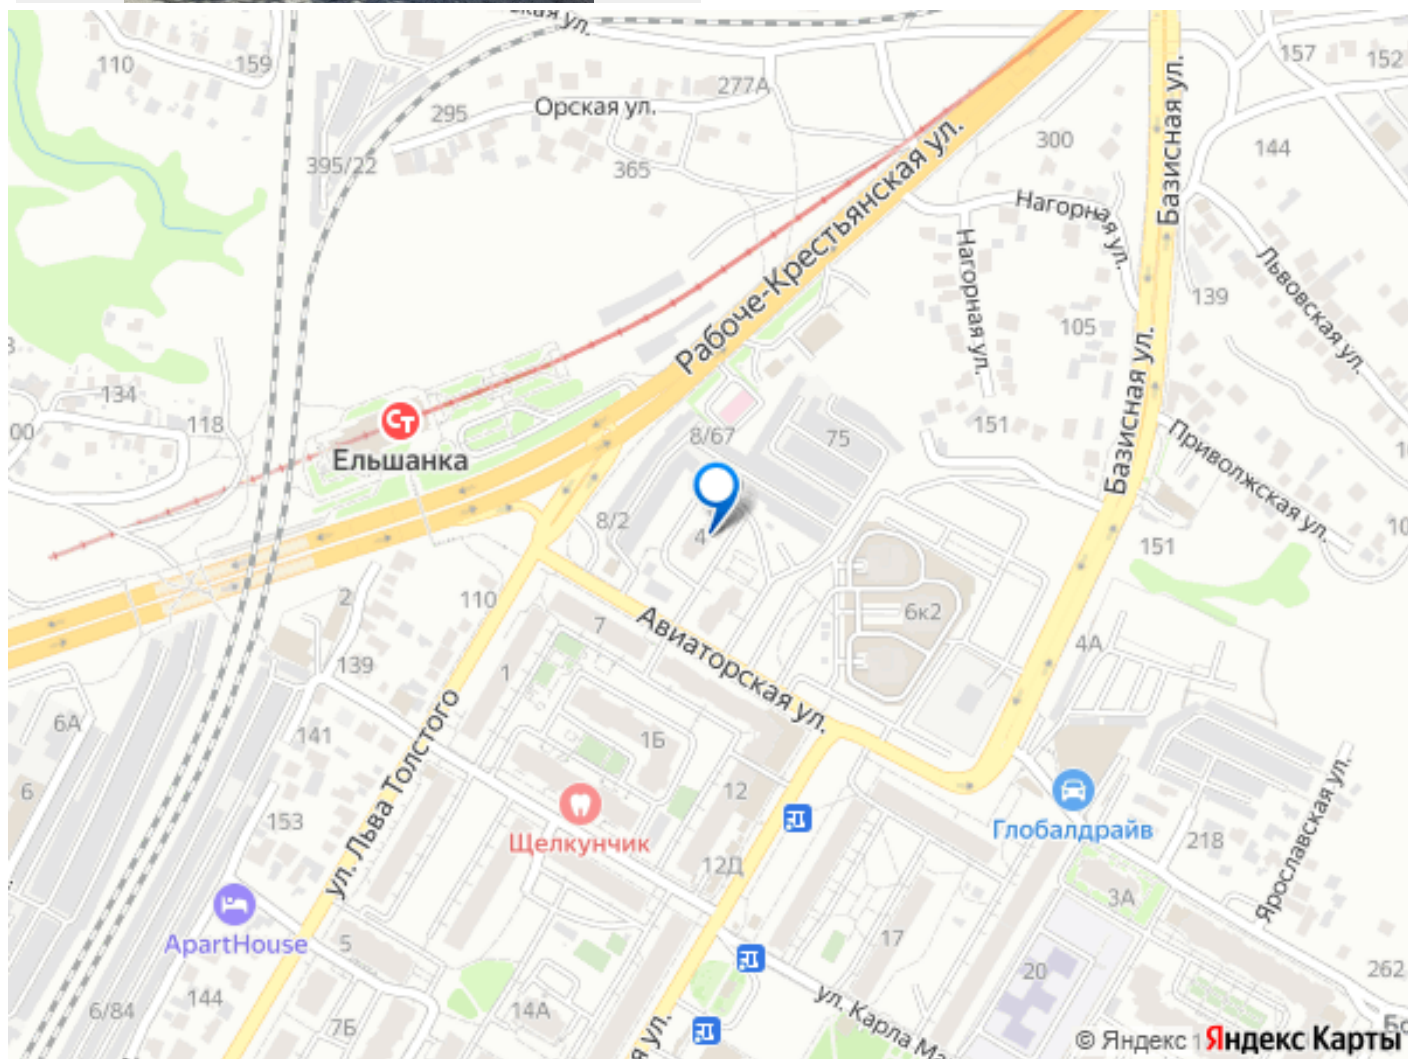 ская ул.
110
159
157
152
277А
295
Орская ул.
300
144
395/22
365
Рабоче-Крестьянская ул.
Базисная ул.
Нагорная ул.
Нагорная ул.
Львовская ул.
139
105
134
118
00
Ельшанка
8/67
75
151
Базисная ул.
Приволжская ул.
8/2
4
10
151
2
110
7
Авиаторская ул.
6к2
4А
139
1
6А
141
1Б
ул. Льва Толстого
6
12
153
Щелкунчик
Глобалдрайв
218
Ярославская ул.
12Д
3А
ApartHouse
5
17
20
262
6/84
144
7Б
14А
ул.
ул. Карла Ма
© Яндекс
Яндекс Карты